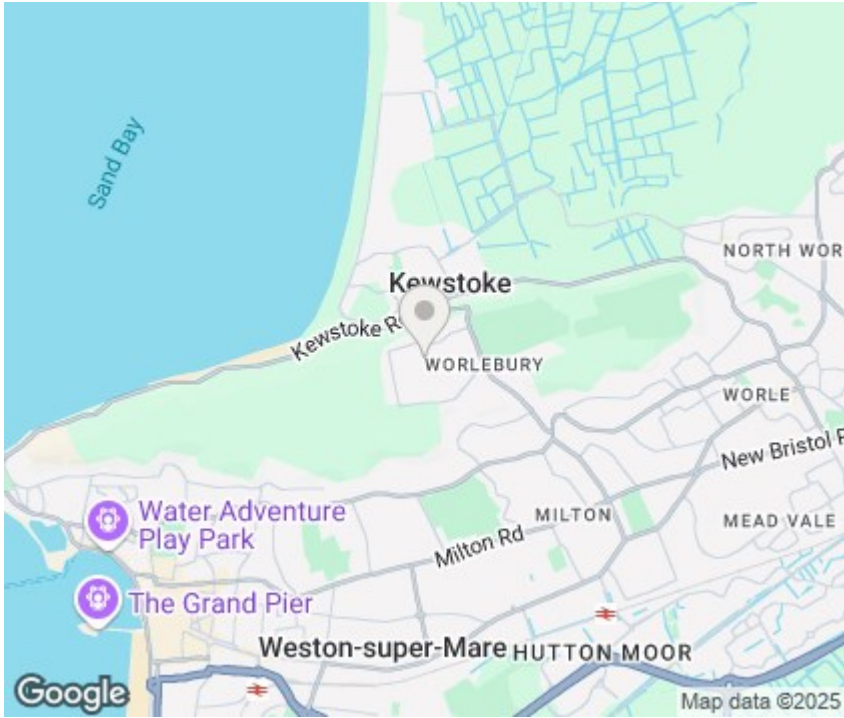 Sand Bay
NORTH WOR
Kewstoke
Kewstoke R
WORLEBURY
WORLE
New Bristol R
Water Adventure
Play Park
MILTON
MEAD VALE
Milton Rd
The Grand Pier
Weston-super-Mare
HUTTON MOOR
Google
Map data ©2025